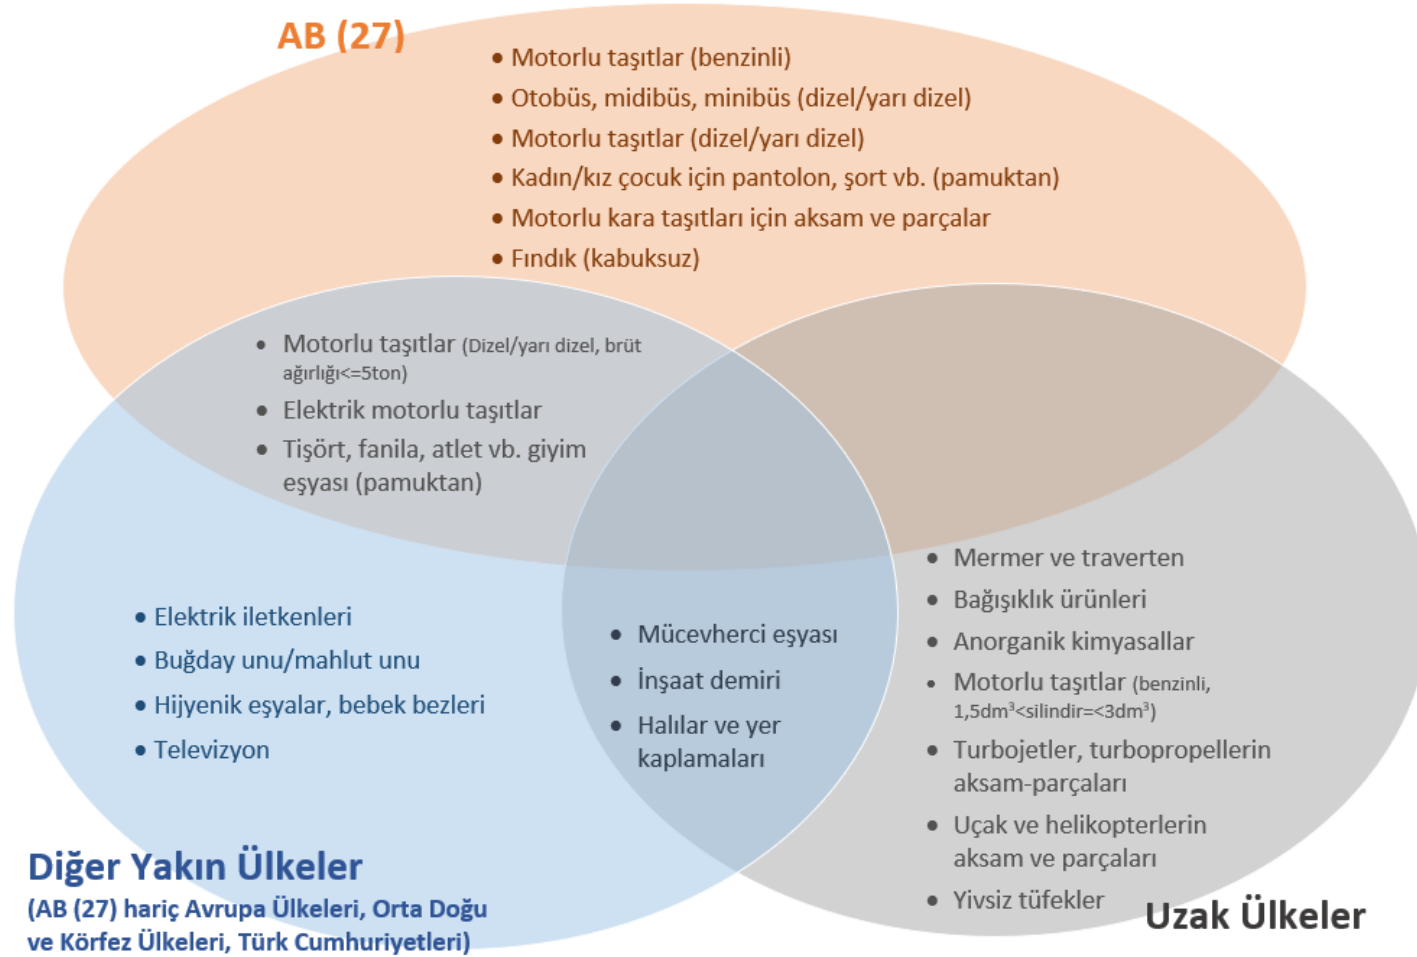 AB (27)
• Motorlu taşıtlar (benzinli)
• Otobüs, midibüs, minibüs (dizel/yarı dizel)
• Motorlu taşıtlar (dizel/yarı dizel)
• Kadın/kız çocuk için pantolon, şort vb. (pamuktan)
• Motorlu kara taşıtları için aksam ve parçalar
• Fındık (kabuksuz)
• Motorlu taşıtlar (Dizel/yarı dizel, brüt
ağırlığı<=5ton)
• Elektrik motorlu taşıtlar
• Tişört, fanila, atlet vb. giyim
eşyası (pamuktan)
• Elektrik iletkenleri
• Buğday unu/mahlut unu
• Hijyenik eşyalar, bebek bezleri
• Televizyon
• Mücevherci eşyası
• İnşaat demiri
• Halılar ve yer
kaplamaları
• Mermer ve traverten
• Bağışıklık ürünleri
• Anorganik kimyasallar
• Motorlu taşıtlar (benzinli,
1,5dm³<silindir=<3dm³)
• Turbojetler, turbopropellerin
aksam-parçaları
• Uçak ve helikopterlerin
aksam ve parçaları
• Yivsiz tüfekler
Diğer Yakın Ülkeler
(AB (27) hariç Avrupa Ülkeleri, Orta Doğu
ve Körfez Ülkeleri, Türk Cumhuriyetleri)
Uzak Ülkeler